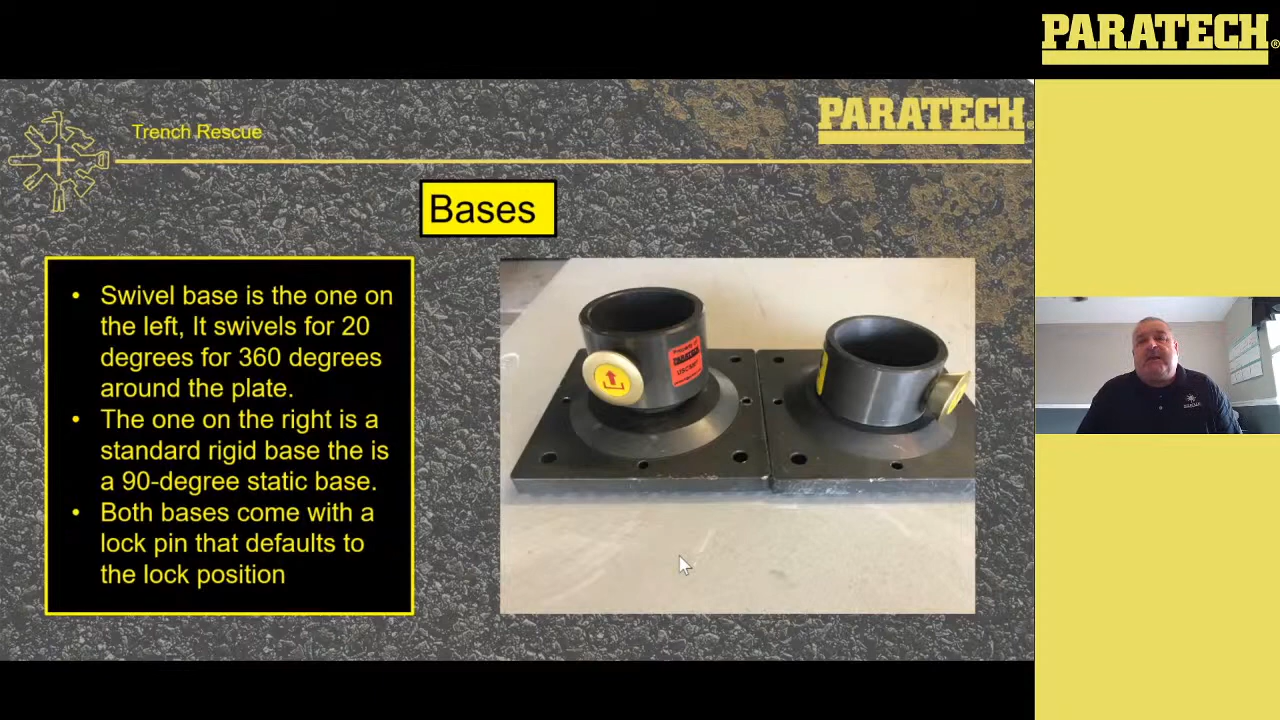 PARATECH®
Trench Rescue
PARATECH®
Bases
• Swivel base is the one on
the left, It swivels for 20
degrees for 360 degrees
around the plate.
• The one on the right is a
standard rigid base the is
a 90-degree static base.
• Both bases come with a
lock pin that defaults to
the lock position
PARATECH